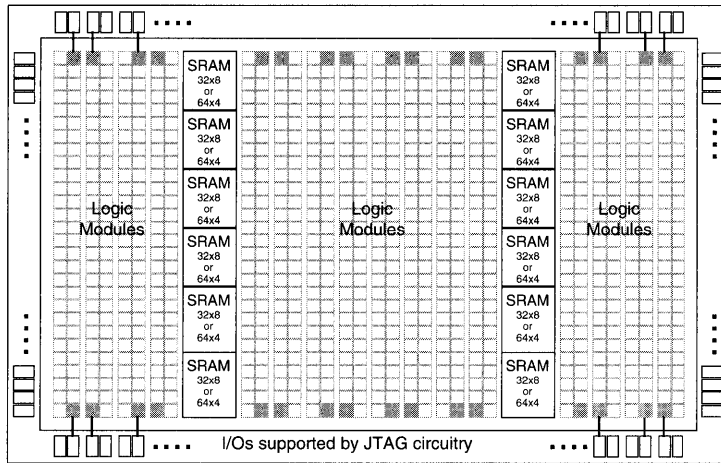 SRAM
32x8
or
64x4
SRAM
32x8
or
64x4
SRAM
32x8
or
64x4
SRAM
32x8
or
64x4
SRAM
32x8
or
64x4
SRAM
32x8
or
64x4
SRAM
32x8
or
64x4
SRAM
32x8
or
64x4
SRAM
32x8
or
64x4
SRAM
32x8
or
64x4
SRAM
32x8
or
64x4
SRAM
32x8
or
64x4
Logic
Modules
Logic
Modules
Logic
Modules
I/Os supported by JTAG circuitry